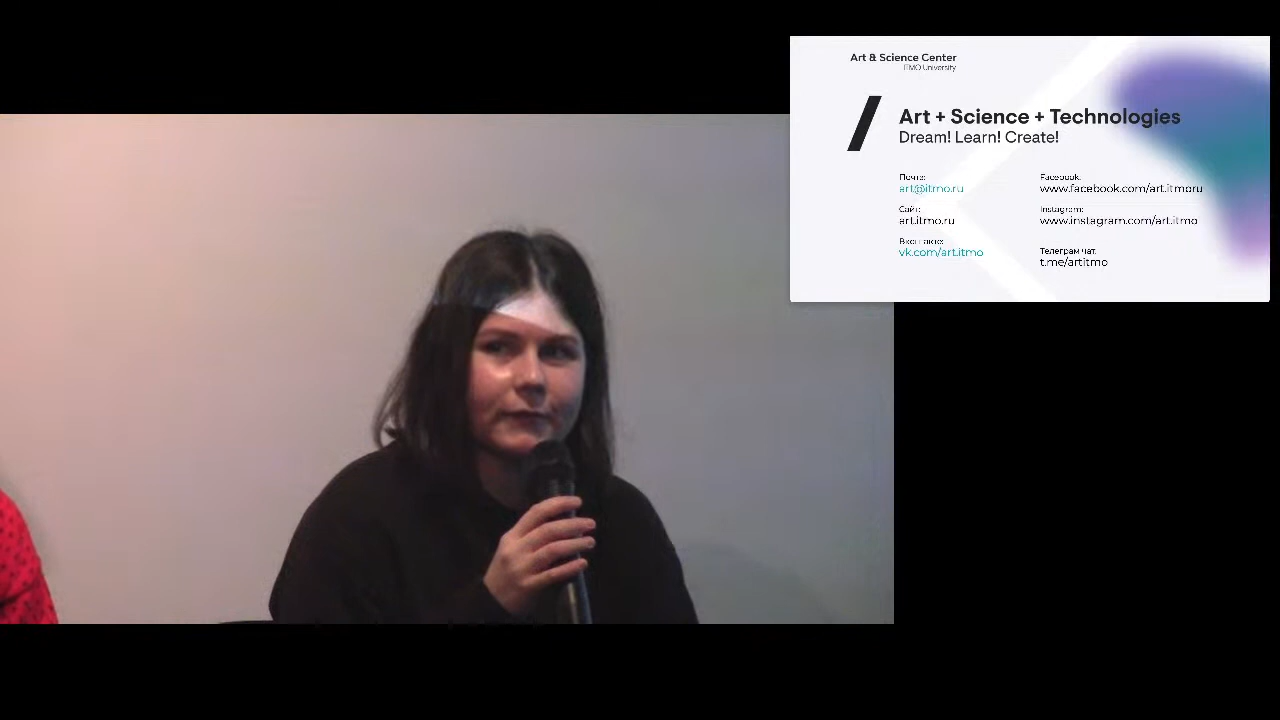 Art & Science Center
ITMO University
Art + Science + Technologies
Dream! Learn! Create!
Почта:
art@itmo.ru
Сайт:
art.itmo.ru
Вконтакте:
vk.com/art.itmo
Facebook:
www.facebook.com/art.itmoru
Instagram:
www.instagram.com/art.itmo
Телеграм чат:
t.me/artitmo